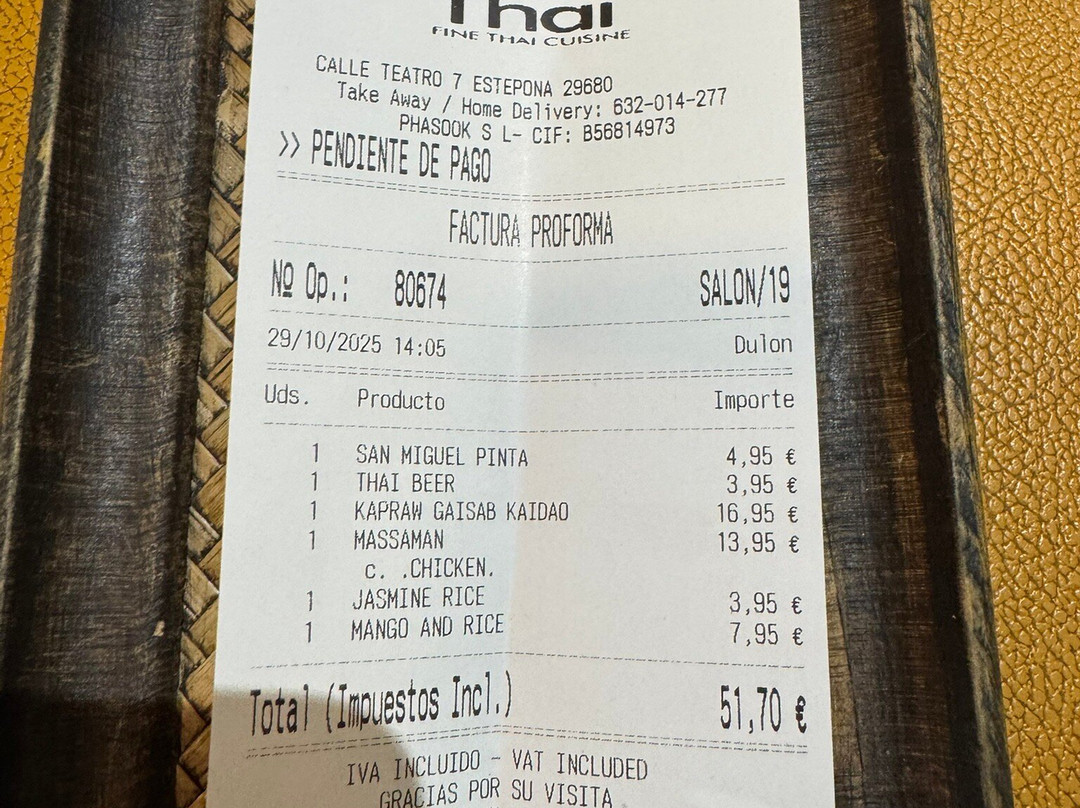 Thai
FINE THAI CUISINE
CALLE TEATRO 7 ESTEPONA 29680
Take Away / Home Delivery: 632-014-277
PHASOOK S L- CIF: B56814973
>> PENDIENTE DE PAGO
FACTURA PROFORMA
Nº Op.: 80674 SALON/19
29/10/2025 14:05 Dulon
Uds. Producto Importe
1 SAN MIGUEL PINTA 4,95 €
1 THAI BEER 3,95 €
1 KAPRAW GAISAB KAIDAO 16,95 €
1 MASSAMAN 13,95 €
c. .CHICKEN.
1 JASMINE RICE 3,95 €
1 MANGO AND RICE 7,95 €
Total (Impuestos Incl.) 51,70 €
IVA INCLUIDO - VAT INCLUDED
GRACIAS POR SU VISITA